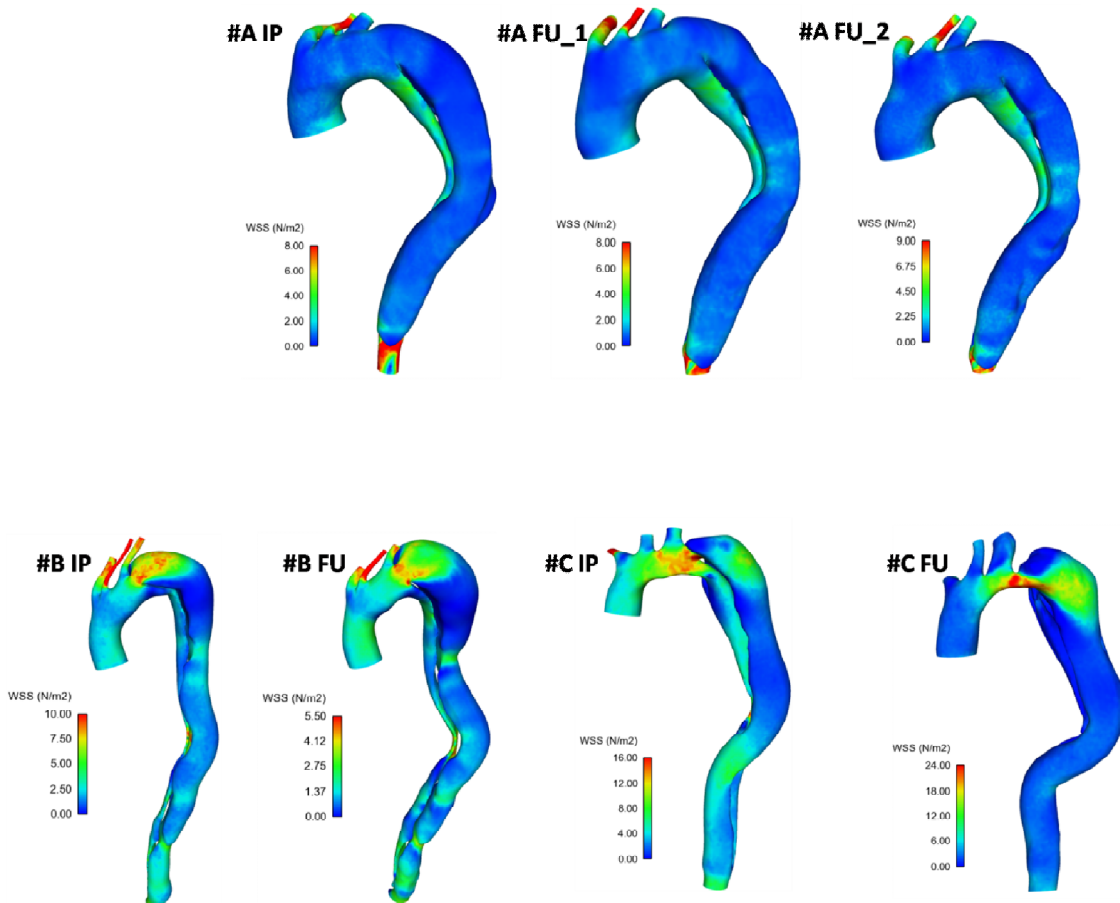 #A IP
#A FU_1
#A FU_2
WSS (N/m2)
8.00
6.00
4.00
2.00
0.00
WSS (N/m2)
8.00
6.00
4.00
2.00
0.00
WSS (N/m2)
9.00
6.75
4.50
2.25
0.00
#B IP
#B FU
#C IP
#C FU
WSS (N/m2)
10.00
7.50
5.00
2.50
0.00
WSS (N/m2)
5.50
4.12
2.75
1.37
0.00
WSS (N/m2)
16.00
12.00
8.00
4.00
0.00
WSS (N/m2)
24.00
18.00
12.00
6.00
0.00